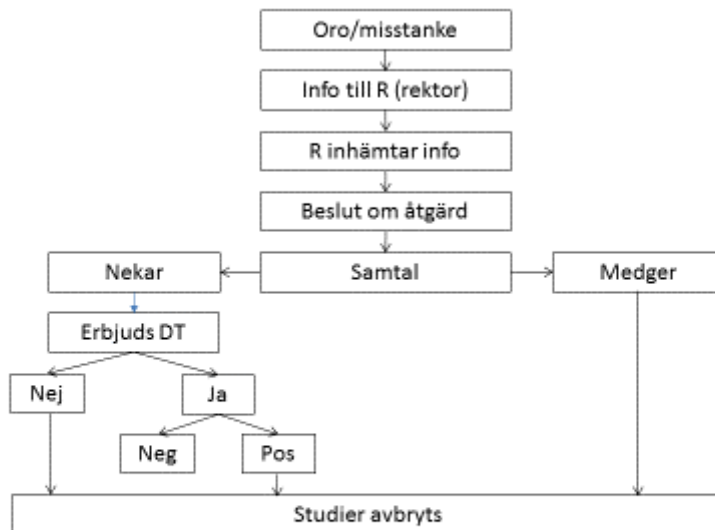 Oro/misstanke
Info till R (rektor)
R inhämtar info
Beslut om åtgärd
Nekar
Samtal
Medger
Erbjuds DT
Nej
Ja
Neg
Pos
Studier avbryts